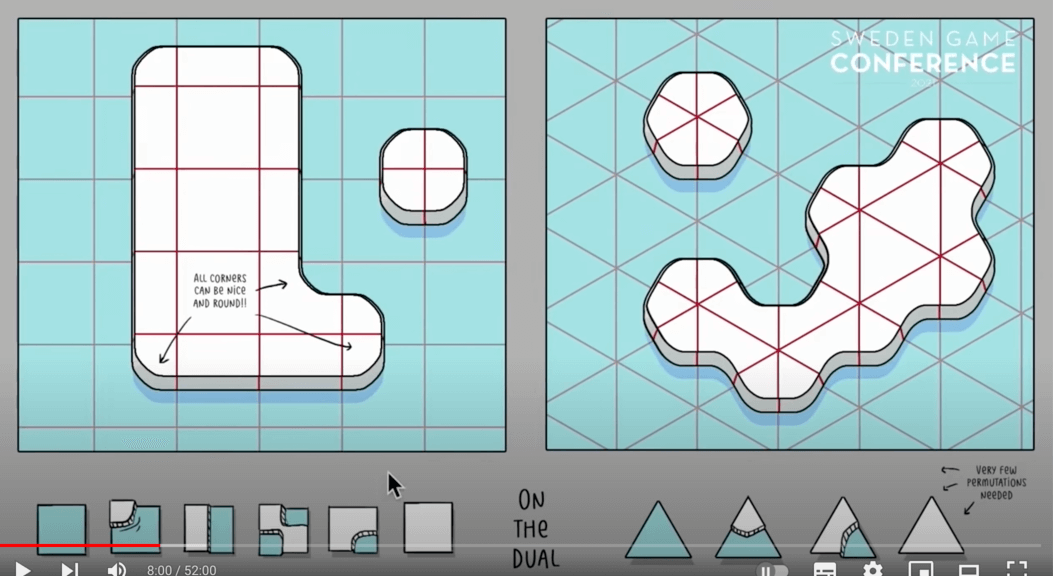 SWEDEN GAME
CONFERENCE
ALL CORNERS
CAN BE NICE
AND ROUND!!
VERY FEW
PERMUTATIONS
NEEDED
ON
THE
DUAL
8:00 / 52:00